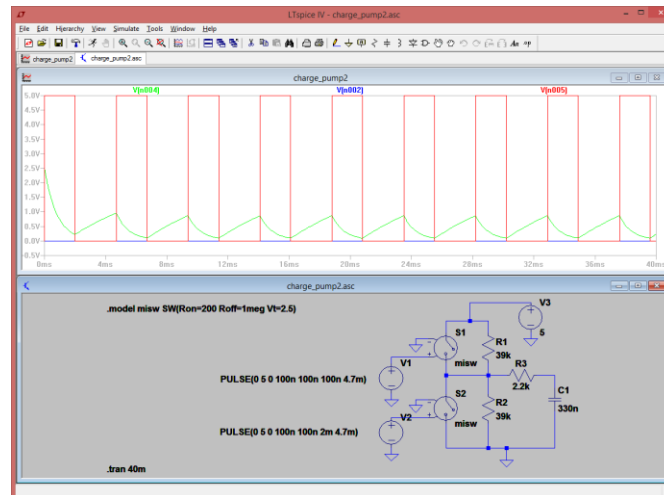 LTspice IV - charge_pump2.asc
File Edit Hierarchy View Simulate Tools Window Help
charge_pump2 charge_pump2.asc
charge_pump2
V(n004) V(n002) V(n005)
5.0V
4.5V
4.0V
3.5V
3.0V
2.5V
2.0V
1.5V
1.0V
0.5V
0.0V
-0.5V
0ms 4ms 8ms 12ms 16ms 20ms 24ms 28ms 32ms 36ms 40ms
charge_pump2.asc
.model misw SW(Ron=200 Roff=1meg Vt=2.5)
V3
5
S1
misw
R1
39k
R3
2.2k
C1
330n
V1
PULSE(0 5 0 100n 100n 100n 4.7m)
S2
misw
R2
39k
V2
PULSE(0 5 0 100n 100n 2m 4.7m)
.tran 40m